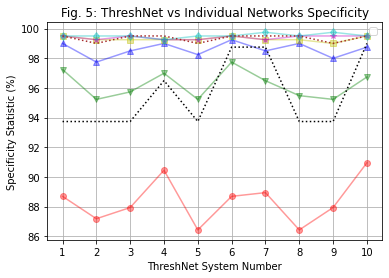 Fig. 5: ThreshNet vs Individual Networks Specificity
100
98
96
94
92
90
88
86
Specificity Statistic (%)
1 2 3 4 5 6 7 8 9 10
ThreshNet System Number